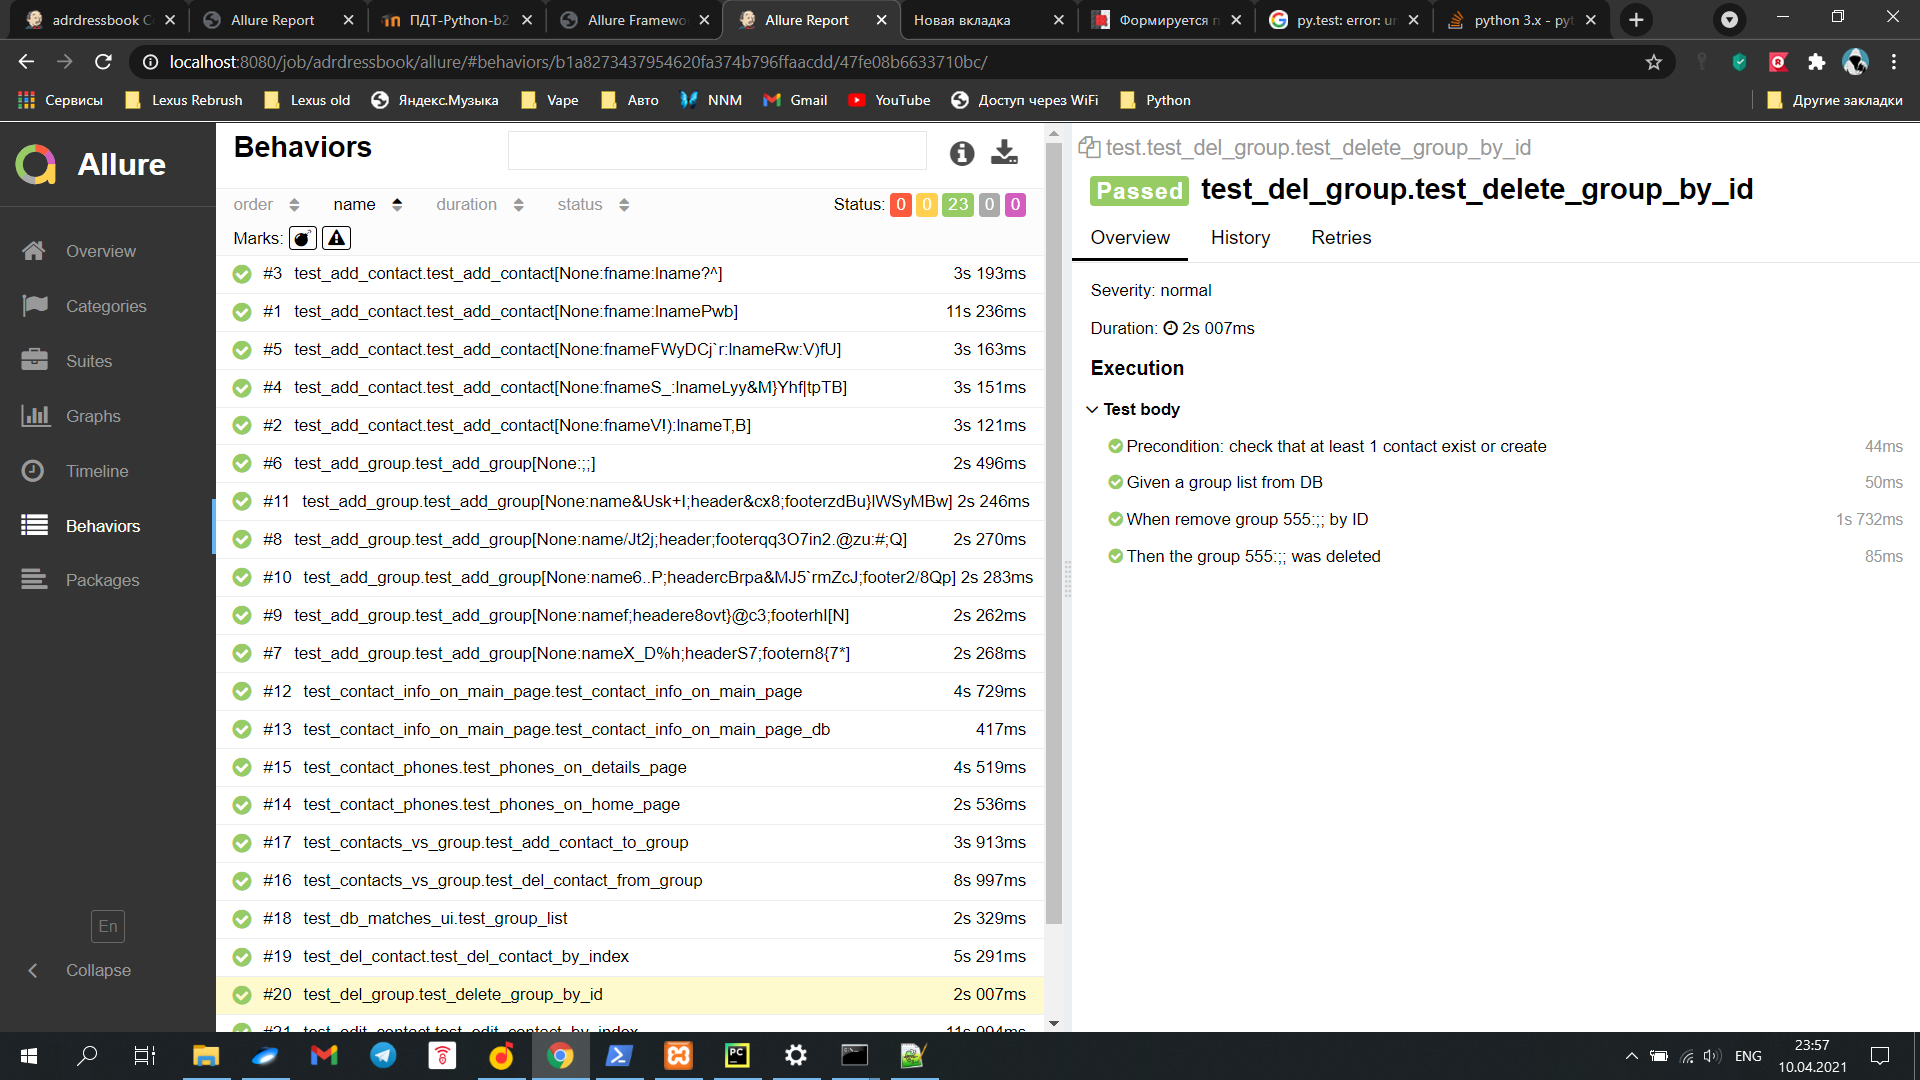 adrdressbook C
Allure Report
ПДТ-Python-b2
Allure Framewo
Allure Report
Новая вкладка
Формируется п
py.test: error: un
python 3.x - pyt
localhost:8080/job/adrdressbook/allure/#behaviors/b1a8273437954620fa374b796ffaacdd/47fe08b6633710bc/
Сервисы
Lexus Rebrush
Lexus old
Яндекс.Музыка
Vape
Авто
NNM
Gmail
YouTube
Доступ через WiFi
Python
Другие закладки
Allure
Overview
Categories
Suites
Graphs
Timeline
Behaviors
Packages
En
Collapse
Behaviors
order name duration status Status: 0 0 23 0 0
Marks:
#3 test_add_contact.test_add_contact[None:fname:lname?^] 3s 193ms
#1 test_add_contact.test_add_contact[None:fname:lnamePwb] 11s 236ms
#5 test_add_contact.test_add_contact[None:fnameFWyDCj`r:lnameRw:V)fU] 3s 163ms
#4 test_add_contact.test_add_contact[None:fnameS_:lnameLyy&M}Yhf|tpTB] 3s 151ms
#2 test_add_contact.test_add_contact[None:fnameV!):lnameT,B] 3s 121ms
#6 test_add_group.test_add_group[None:;;] 2s 496ms
#11 test_add_group.test_add_group[None:name&Usk+I;header&cx8;footerzdBu}lWSyMBw] 2s 246ms
#8 test_add_group.test_add_group[None:name/Jt2j;header;footerqq3O7in2.@zu:#;Q] 2s 270ms
#10 test_add_group.test_add_group[None:name6..P;headercBrpa&MJ5`rmZcJ;footer2/8Qp] 2s 283ms
#9 test_add_group.test_add_group[None:namef;headere8ovt}@c3;footerhI[N] 2s 262ms
#7 test_add_group.test_add_group[None:nameX_D%h;headerS7;footern8{7*] 2s 268ms
#12 test_contact_info_on_main_page.test_contact_info_on_main_page 4s 729ms
#13 test_contact_info_on_main_page.test_contact_info_on_main_page_db 417ms
#15 test_contact_phones.test_phones_on_details_page 4s 519ms
#14 test_contact_phones.test_phones_on_home_page 2s 536ms
#17 test_contacts_vs_group.test_add_contact_to_group 3s 913ms
#16 test_contacts_vs_group.test_del_contact_from_group 8s 997ms
#18 test_db_matches_ui.test_group_list 2s 329ms
#19 test_del_contact.test_del_contact_by_index 5s 291ms
#20 test_del_group.test_delete_group_by_id 2s 007ms
#21 test_edit_contact.test_edit_contact_by_index 11s 994ms
test.test_del_group.test_delete_group_by_id
Passed test_del_group.test_delete_group_by_id
Overview History Retries
Severity: normal
Duration: 2s 007ms
Execution
Test body
Precondition: check that at least 1 contact exist or create 44ms
Given a group list from DB 50ms
When remove group 555:;; by ID 1s 732ms
Then the group 555:;; was deleted 85ms
PC
ENG
23:57
10.04.2021